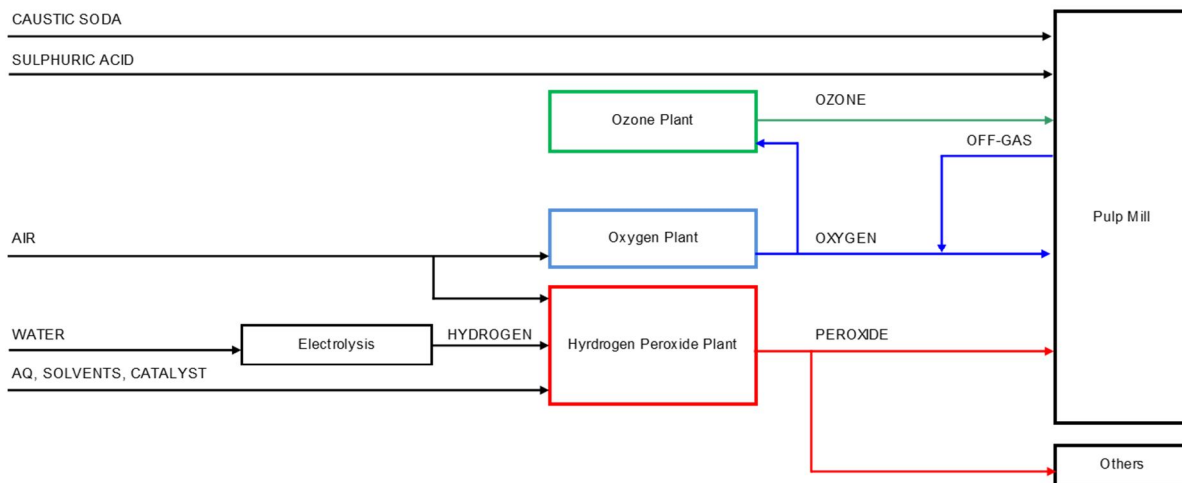 CAUSTIC SODA
SULPHURIC ACID
Ozone Plant
OZONE
OFF-GAS
Pulp Mill
AIR
Oxygen Plant
OXYGEN
WATER
Electrolysis
HYDROGEN
Hyrdrogen Peroxide Plant
PEROXIDE
AQ, SOLVENTS, CATALYST
Others